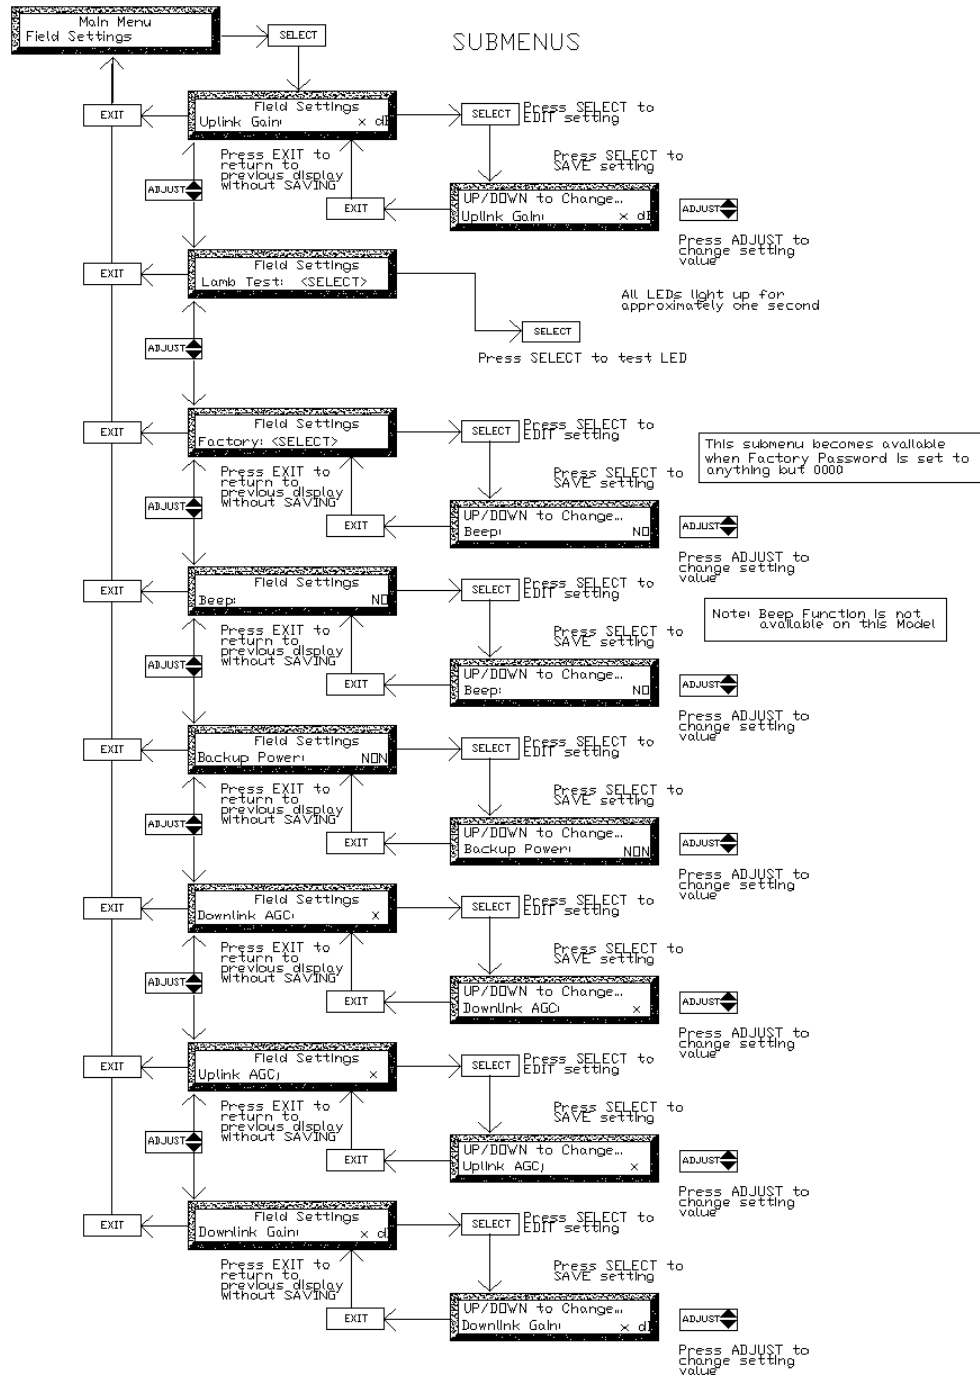 Main Menu
Field Settings
SELECT
SUBMENUS
EXIT
Field Settings
Uplink Gain: x dB
SELECT
Press SELECT to
EDIT setting
Press EXIT to
return to
previous display
without SAVING
Press SELECT to
SAVE setting
ADJUST
EXIT
UP/DOWN to Change...
Uplink Gain: x dB
ADJUST
Press ADJUST to
change setting
value
EXIT
Field Settings
Lamb Test: <SELECT>
All LEDs light up for
approximately one second
SELECT
ADJUST
Press SELECT to test LED
EXIT
Field Settings
Factory: <SELECT>
SELECT
Press SELECT to
EDIT setting
This submenu becomes available
when Factory Password is set to
anything but 0000
Press EXIT to
return to
previous display
without SAVING
Press SELECT to
SAVE setting
ADJUST
EXIT
UP/DOWN to Change...
Beep: NO
ADJUST
Press ADJUST to
change setting
value
EXIT
Field Settings
Beep: NO
SELECT
Press SELECT to
EDIT setting
Note: Beep Function is not
available on this Model
Press EXIT to
return to
previous display
without SAVING
Press SELECT to
SAVE setting
ADJUST
EXIT
UP/DOWN to Change...
Beep: NO
ADJUST
Press ADJUST to
change setting
value
EXIT
Field Settings
Backup Power: NON
SELECT
Press SELECT to
EDIT setting
Press EXIT to
return to
previous display
without SAVING
Press SELECT to
SAVE setting
ADJUST
EXIT
UP/DOWN to Change...
Backup Power: NON
ADJUST
Press ADJUST to
change setting
value
EXIT
Field Settings
Downlink AGC: x
SELECT
Press SELECT to
EDIT setting
Press EXIT to
return to
previous display
without SAVING
Press SELECT to
SAVE setting
ADJUST
EXIT
UP/DOWN to Change...
Downlink AGC: x
ADJUST
Press ADJUST to
change setting
value
EXIT
Field Settings
Uplink AGC; x
SELECT
Press SELECT to
EDIT setting
Press EXIT to
return to
previous display
without SAVING
Press SELECT to
SAVE setting
ADJUST
EXIT
UP/DOWN to Change...
Uplink AGC; x
ADJUST
Press ADJUST to
change setting
value
EXIT
Field Settings
Downlink Gain: x d
SELECT
Press SELECT to
EDIT setting
Press EXIT to
return to
previous display
without SAVING
Press SELECT to
SAVE setting
EXIT
UP/DOWN to Change...
Downlink Gain: x d
ADJUST
Press ADJUST to
change setting
value